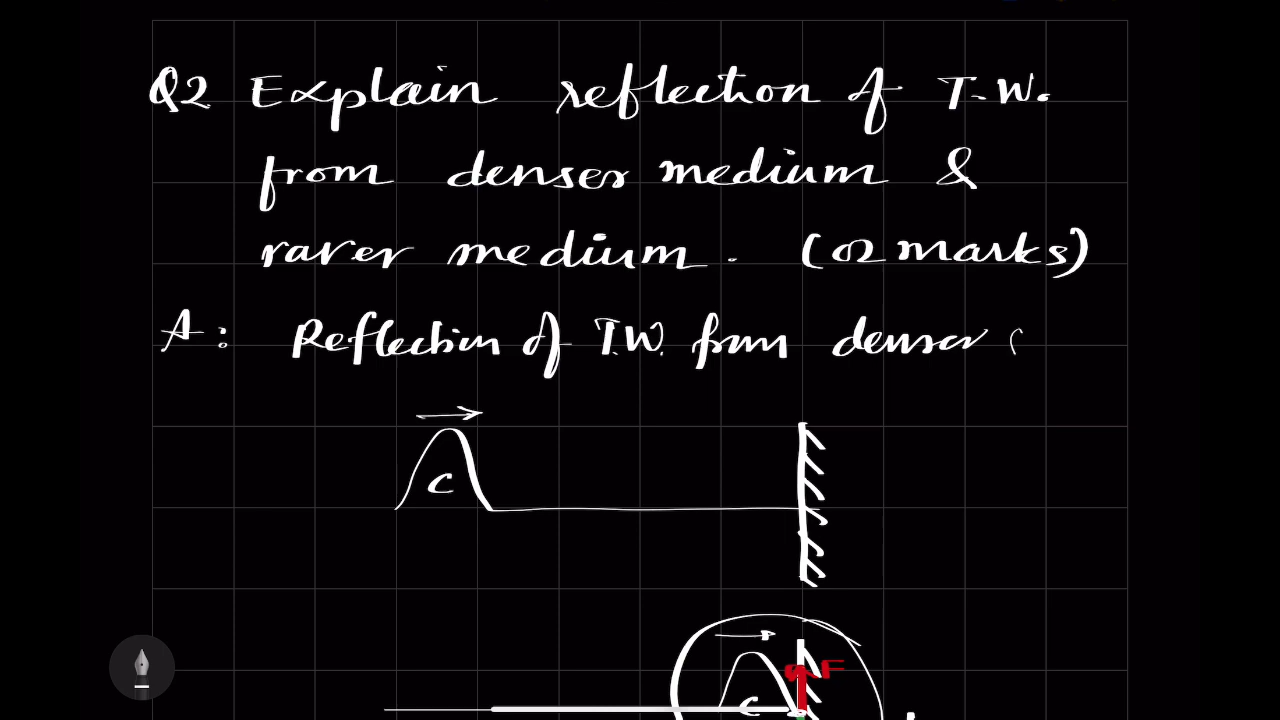 Q2 Explain reflection of T.W.
from denser medium &
rarer medium. (02 marks)
A: Reflection of T.W. from denser (
C
F
C